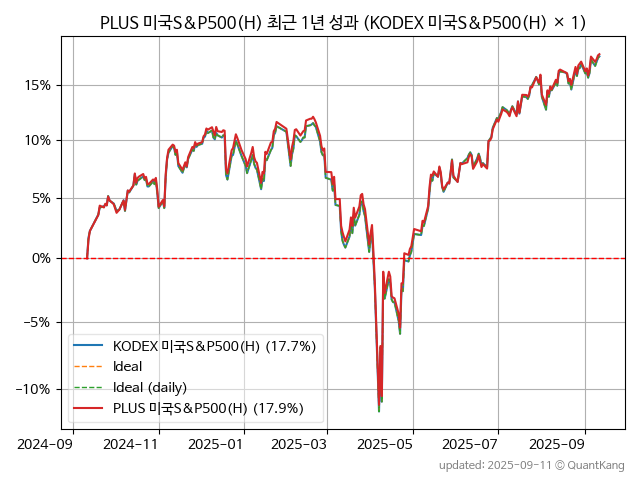 PLUS 미국S&P500(H) 최근 1년 성과 (KODEX 미국S&P500(H) × 1)
15%
10%
5%
0%
−5%
−10%
KODEX 미국S&P500(H) (17.7%)
Ideal
Ideal (daily)
PLUS 미국S&P500(H) (17.9%)
2024-09 2024-11 2025-01 2025-03 2025-05 2025-07 2025-09
updated: 2025-09-11 © QuantKang